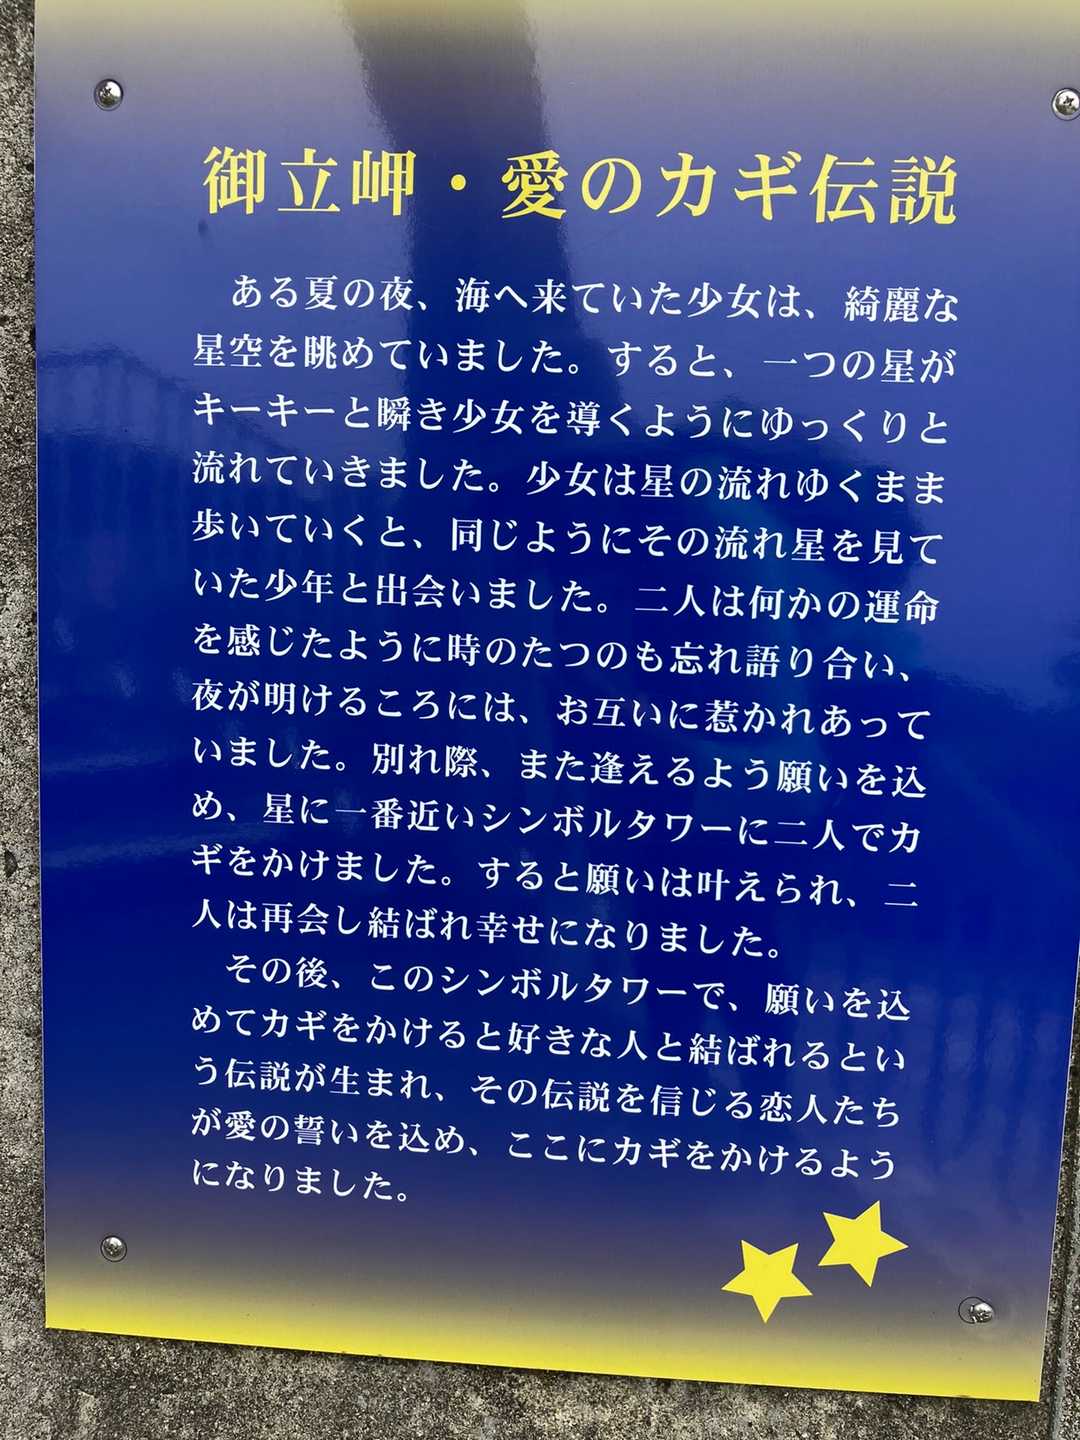 御立岬・愛のカギ伝説
ある夏の夜、海へ来ていた少女は、綺麗な
星空を眺めていました。すると、一つの星が
キーキーと瞬き少女を導くようにゆっくりと
流れていきました。少女は星の流れゆくまま
歩いていくと、同じようにその流れ星を見て
いた少年と出会いました。二人は何かの運命
を感じたように時のたつのも忘れ語り合い、
夜が明けるころには、お互いに惹かれあって
いました。別れ際、また逢えるよう願いを込
め、星に一番近いシンボルタワーに二人でカ
ギをかけました。すると願いは叶えられ、二
人は再会し結ばれ幸せになりました。
その後、このシンボルタワーで、願いを込
めてカギをかけると好きな人と結ばれるとい
う伝説が生まれ、その伝説を信じる恋人たち
が愛の誓いを込め、ここにカギをかけるよう
になりました。